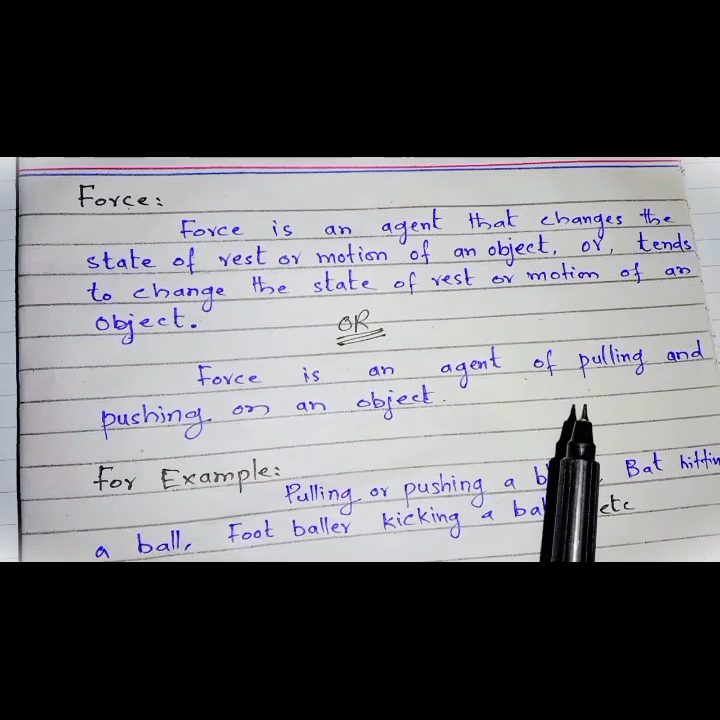 Force:
Force is an agent that changes the
state of rest or motion of an object, or, tends
to change the state of rest or motion of an
object.
OR
Force is an agent of pulling and
pushing on an object.
For Example:
Pulling or pushing a Bat
a ball, Foot baller kicking a etc